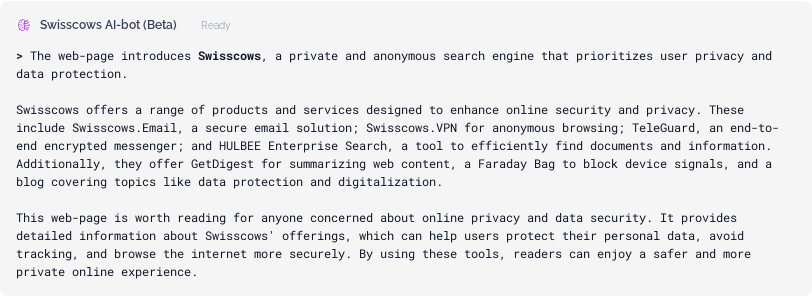 Swisscows AI-bot (Beta) Ready
> The web-page introduces Swisscows, a private and anonymous search engine that prioritizes user privacy and
data protection.
Swisscows offers a range of products and services designed to enhance online security and privacy. These
include Swisscows.Email, a secure email solution; Swisscows.VPN for anonymous browsing; TeleGuard, an end-to-
end encrypted messenger; and HULBEE Enterprise Search, a tool to efficiently find documents and information.
Additionally, they offer GetDigest for summarizing web content, a Faraday Bag to block device signals, and a
blog covering topics like data protection and digitalization.
This web-page is worth reading for anyone concerned about online privacy and data security. It provides
detailed information about Swisscows' offerings, which can help users protect their personal data, avoid
tracking, and browse the internet more securely. By using these tools, readers can enjoy a safer and more
private online experience.